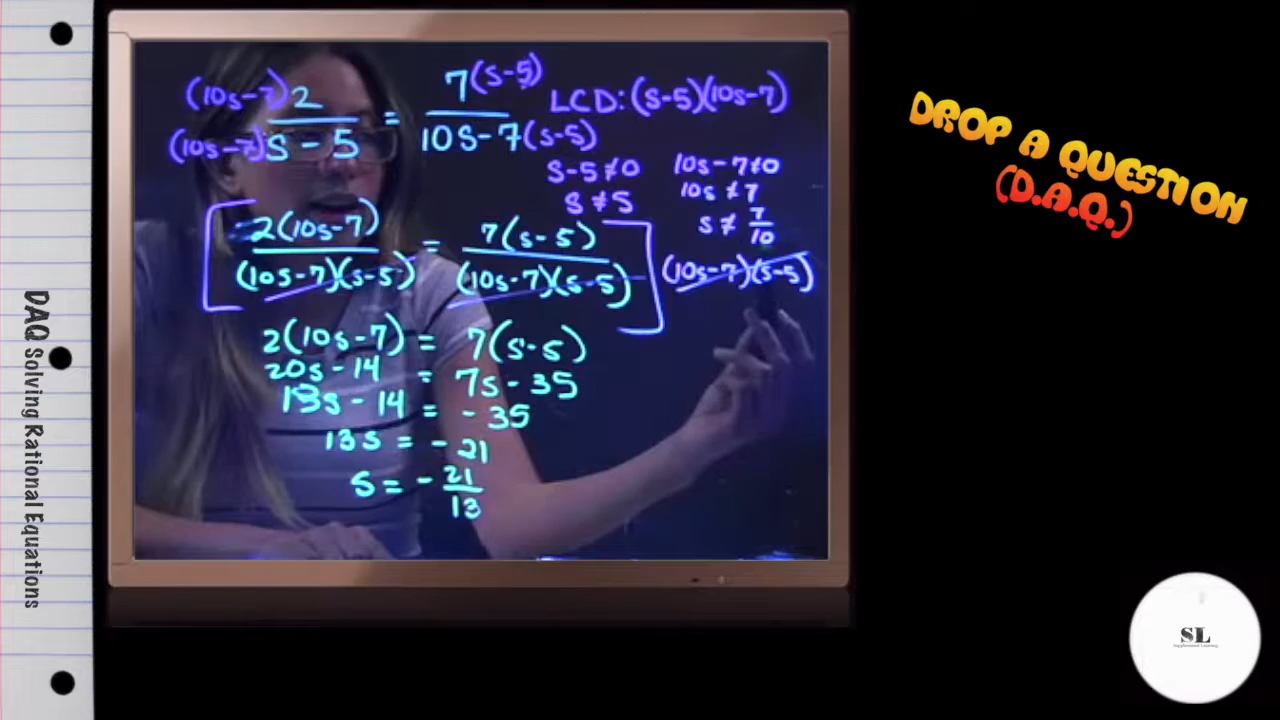 DAQ Solving Rational Equations
(10s-7) 2 = 7(s-5) LCD: (s-5)(10s-7)
(10s-7) s - 5 10s-7(s-5)
s-5≠0 10s-7≠0
s≠5 10s≠7
s≠ 7/10
[2(10s-7) = 7(s-5)]
(10s-7)(s-5) (10s-7)(s-5) (10s-7)(s-5)
2(10s-7) = 7(s-5)
20s-14 = 7s-35
13s-14 = -35
13s = -21
s = - 21/13
DROP A QUESTION
(D.A.Q.)
SL
Supplemental Learning